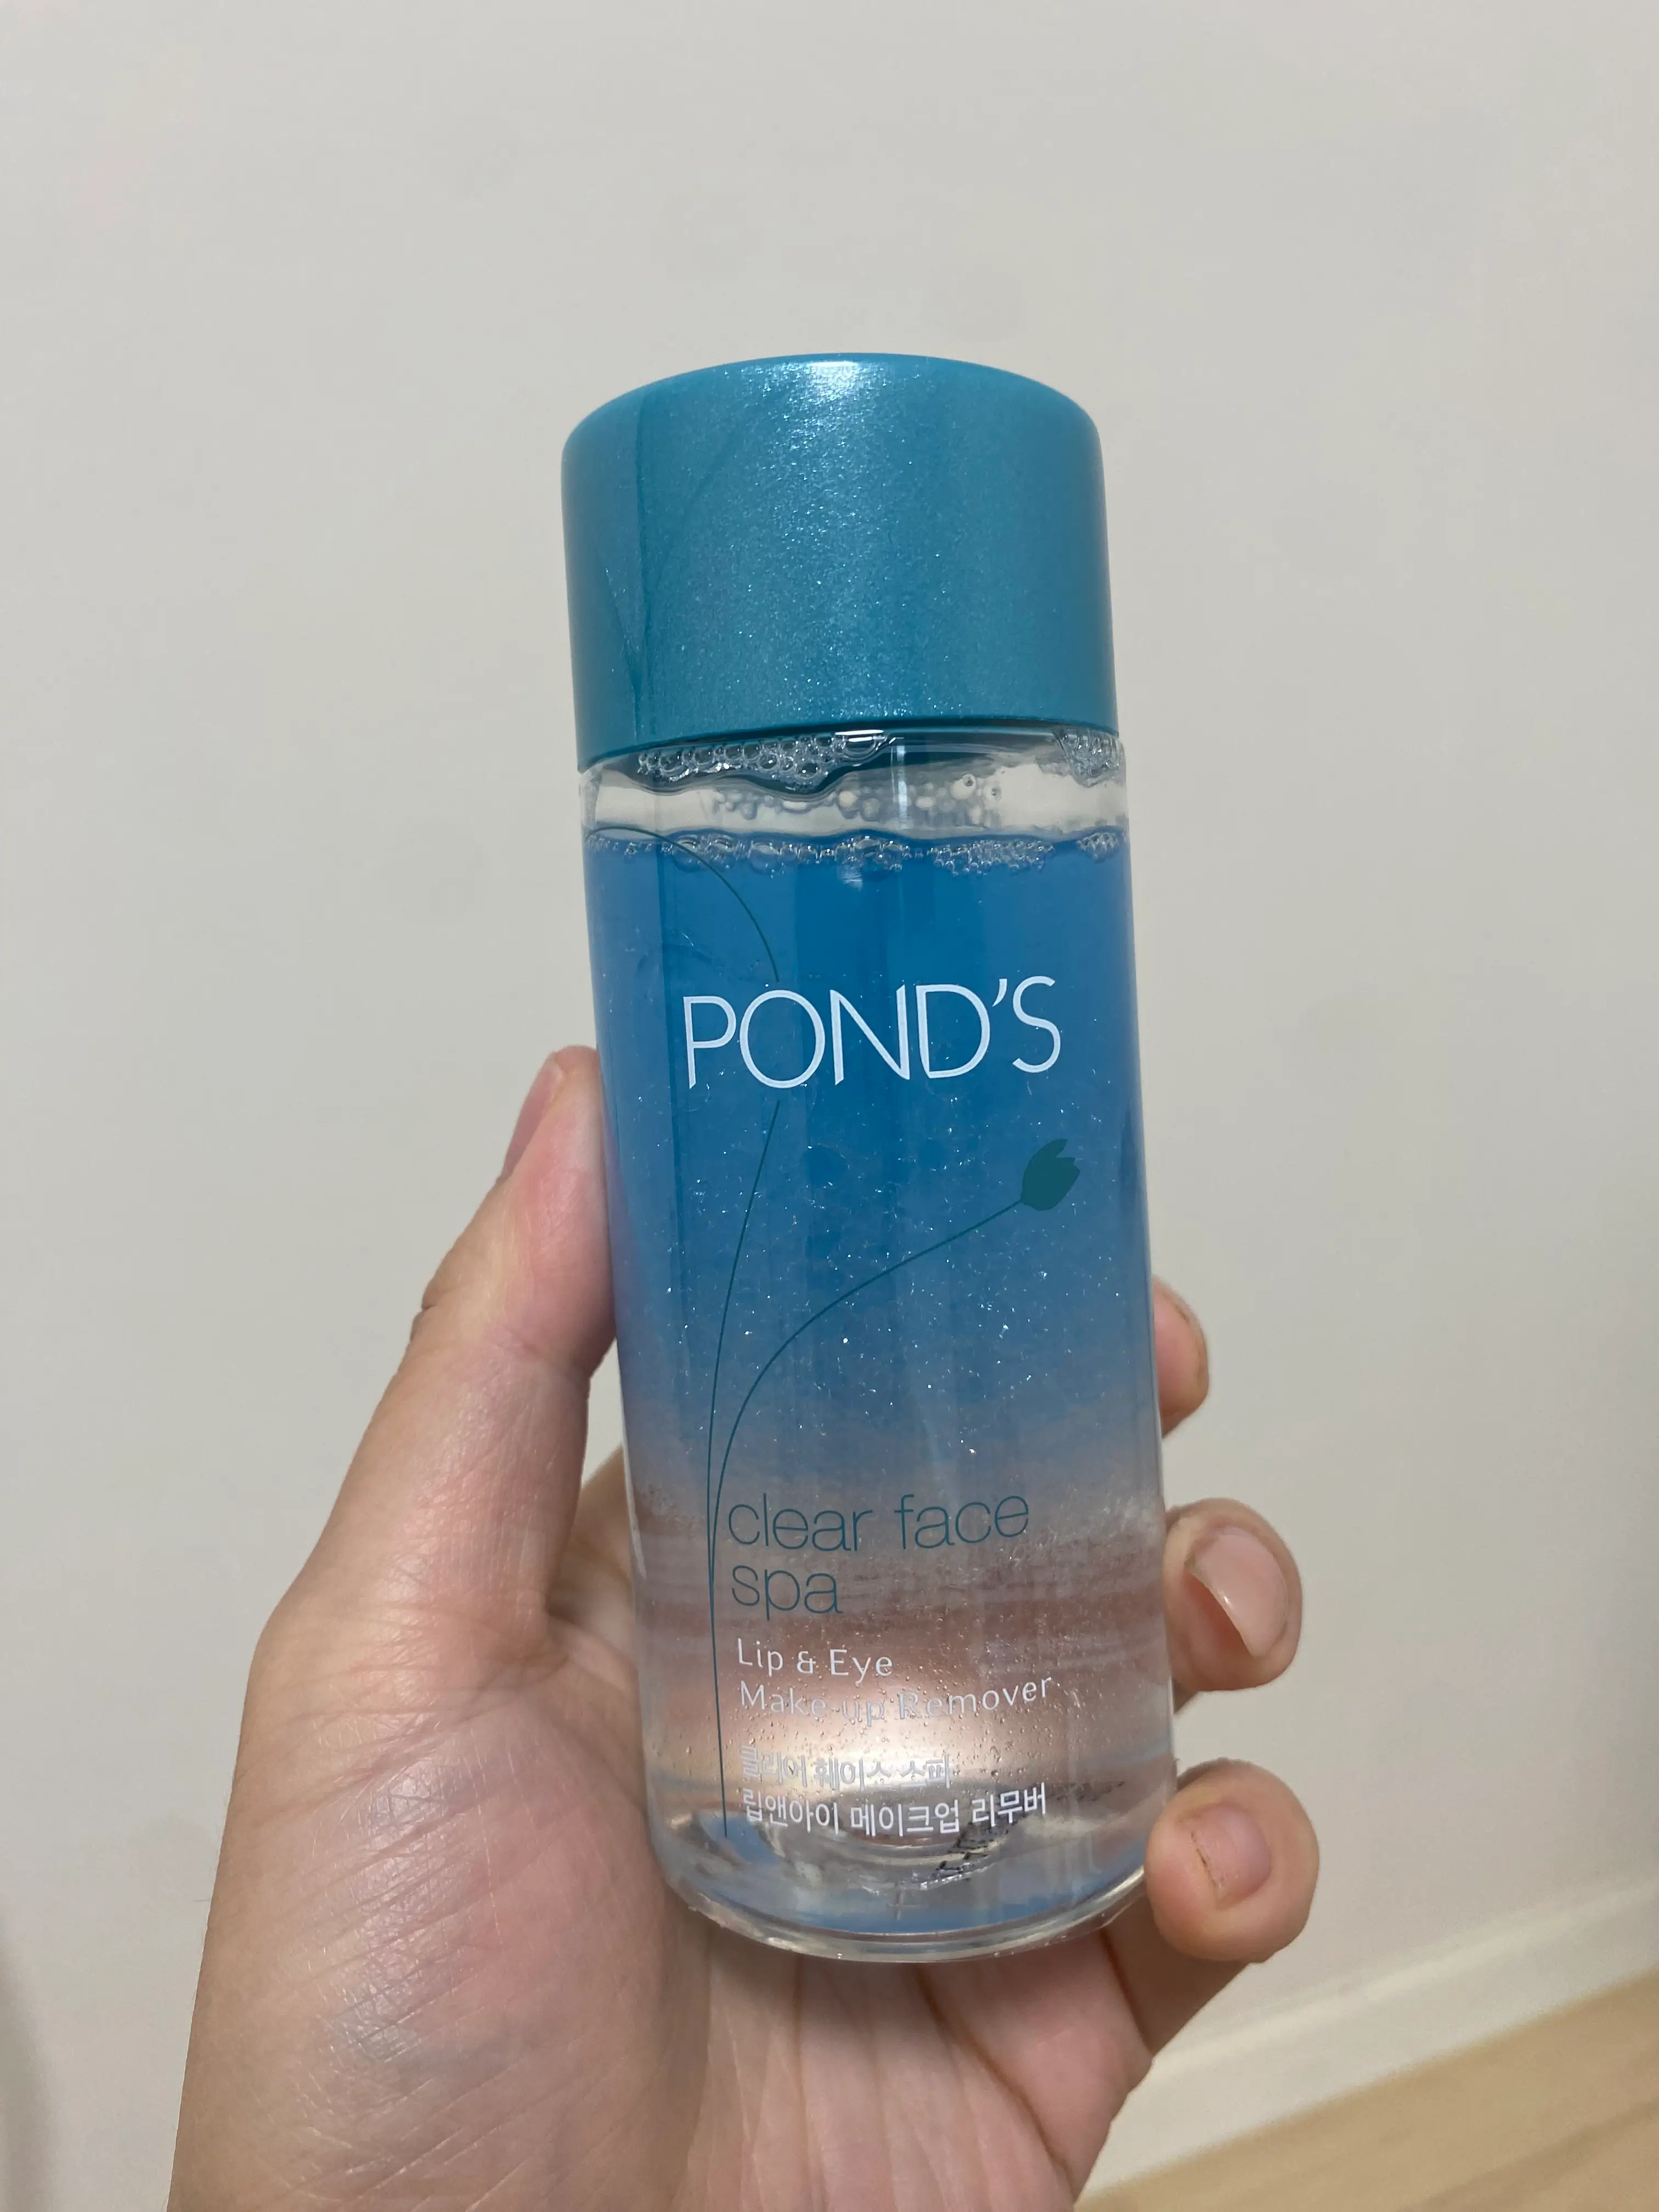 POND'S
clear face
spa
Lip & Eye
Make-up Remover
클리어 훼이스 스파
립앤아이 메이크업 리무버